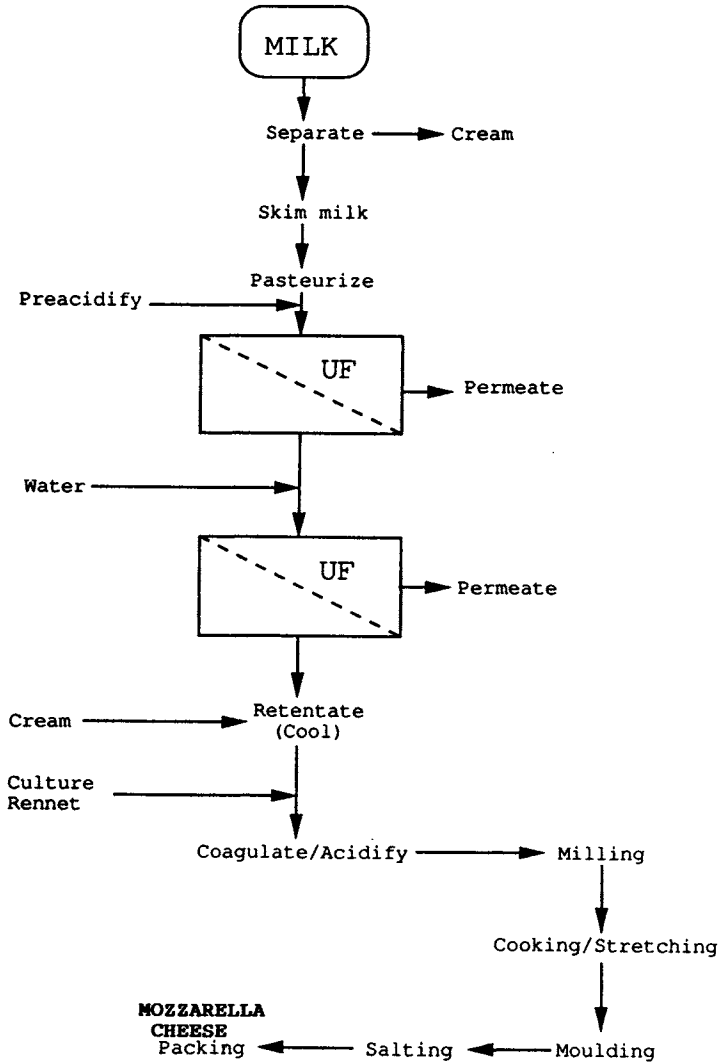 MILK
Separate
Cream
Skim milk
Pasteurize
Preacidify
UF
Permeate
Water
UF
Permeate
Cream
Retentate
(Cool)
Culture
Rennet
Coagulate/Acidify
Milling
Cooking/Stretching
MOZZARELLA
CHEESE
Packing
Salting
Moulding